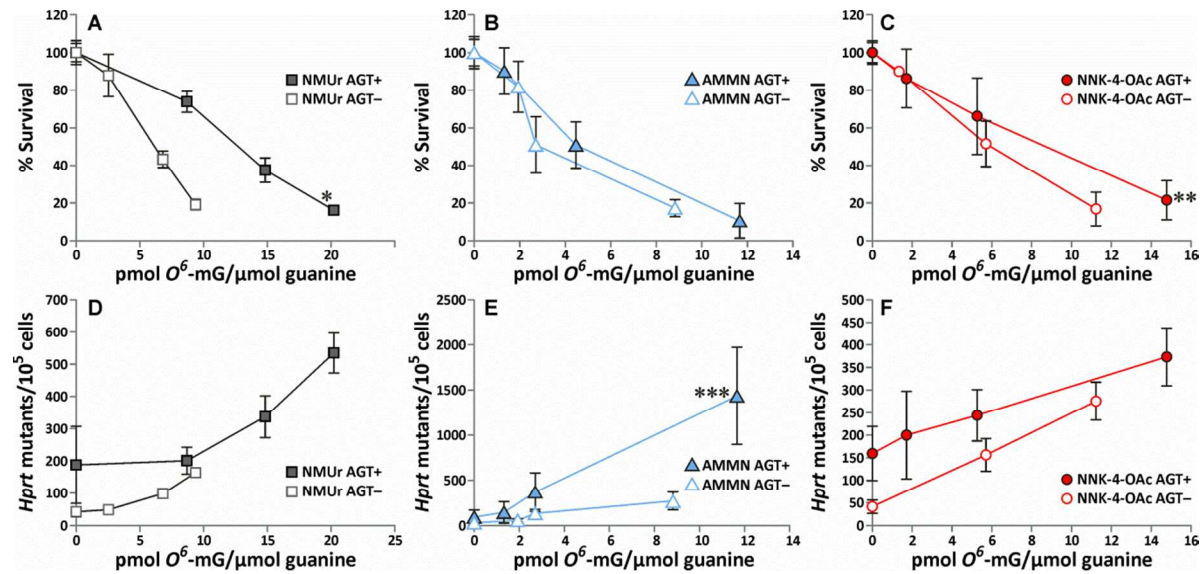 A
% Survival
120
100
80
60
40
20
0
NMUr AGT+
NMUr AGT−
*
0 5 10 15 20 25
pmol O⁶-mG/µmol guanine
B
% Survival
120
100
80
60
40
20
0
AMMN AGT+
AMMN AGT−
0 2 4 6 8 10 12 14
pmol O⁶-mG/µmol guanine
C
% Survival
120
100
80
60
40
20
0
NNK-4-OAc AGT+
NNK-4-OAc AGT−
**
0 2 4 6 8 10 12 14 16
pmol O⁶-mG/µmol guanine
D
Hprt mutants/10⁵ cells
700
600
500
400
300
200
100
0
NMUr AGT+
NMUr AGT−
0 5 10 15 20 25
pmol O⁶-mG/µmol guanine
E
Hprt mutants/10⁵ cells
2500
2000
1500
1000
500
0
***
AMMN AGT+
AMMN AGT−
0 2 4 6 8 10 12 14
pmol O⁶-mG/µmol guanine
F
Hprt mutants/10⁵ cells
500
450
400
350
300
250
200
150
100
50
0
NNK-4-OAc AGT+
NNK-4-OAc AGT−
0 2 4 6 8 10 12 14 16
pmol O⁶-mG/µmol guanine